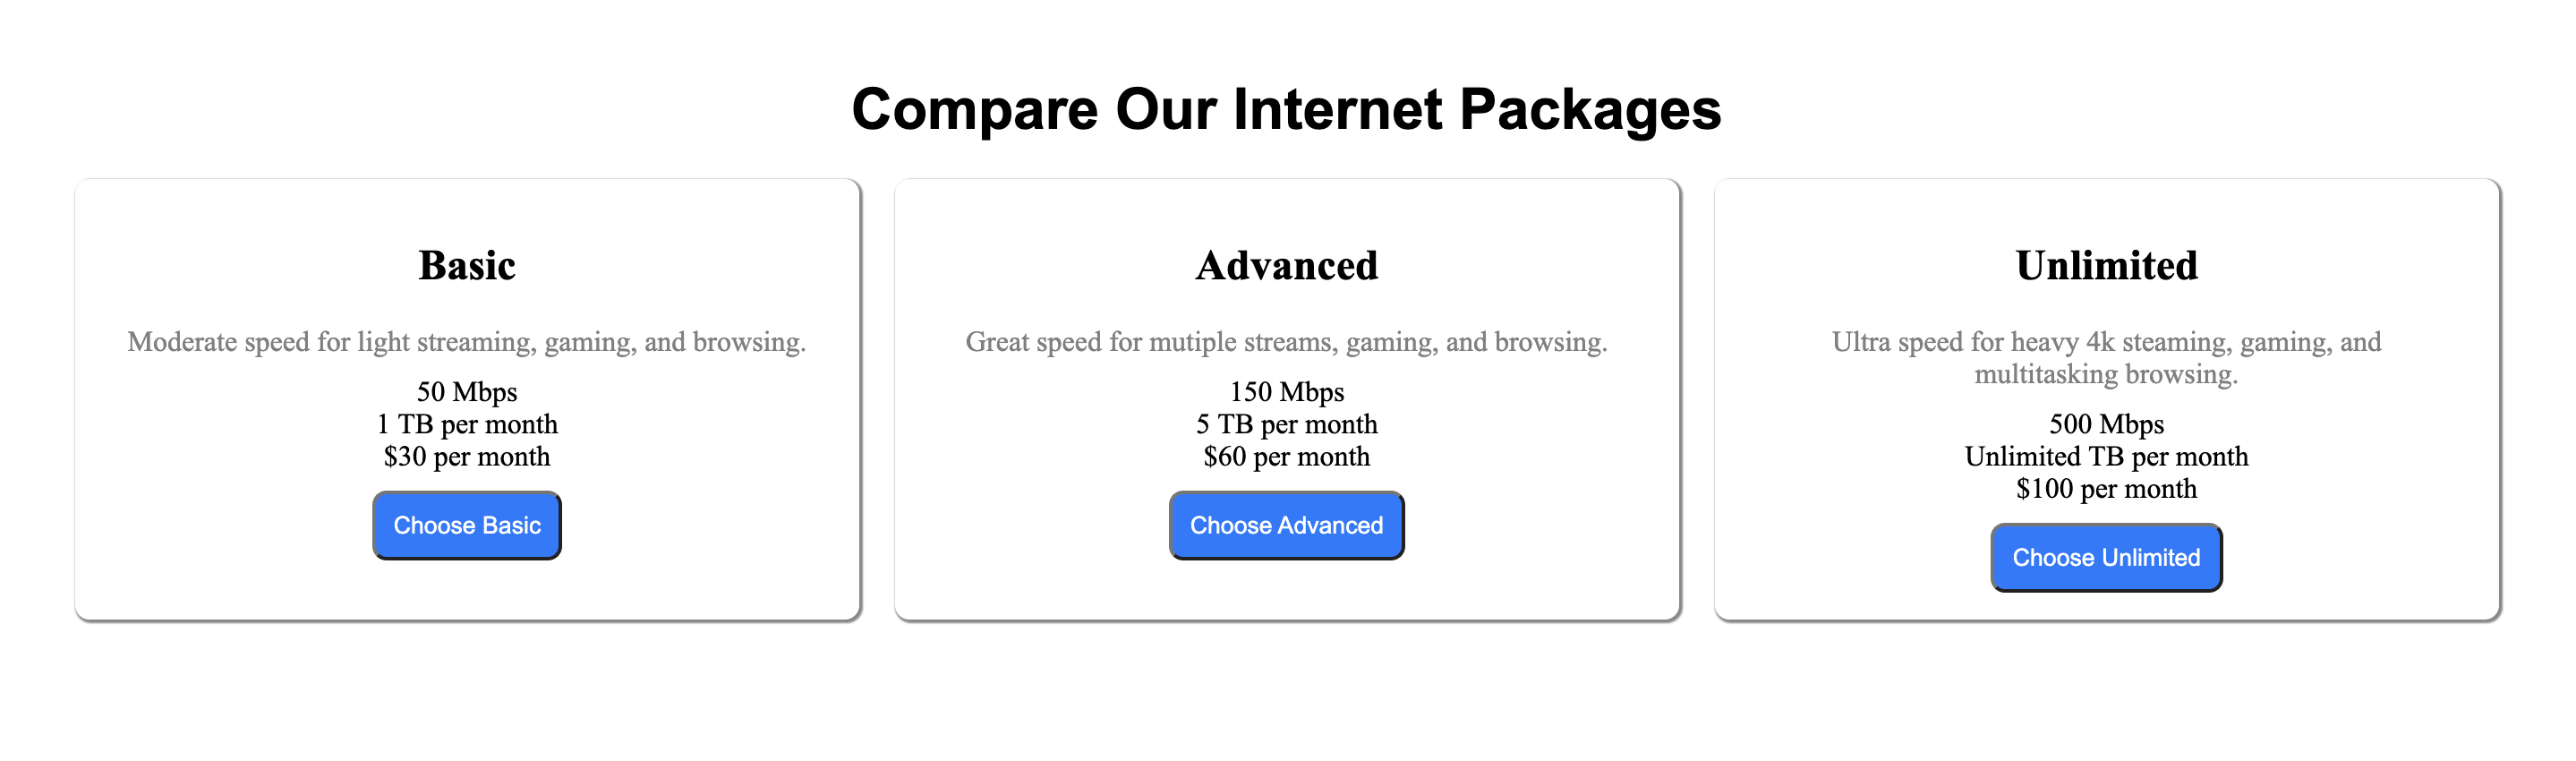 Compare Our Internet Packages
Basic
Moderate speed for light streaming, gaming, and browsing.
50 Mbps
1 TB per month
$30 per month
Choose Basic
Advanced
Great speed for mutiple streams, gaming, and browsing.
150 Mbps
5 TB per month
$60 per month
Choose Advanced
Unlimited
Ultra speed for heavy 4k steaming, gaming, and
multitasking browsing.
500 Mbps
Unlimited TB per month
$100 per month
Choose Unlimited